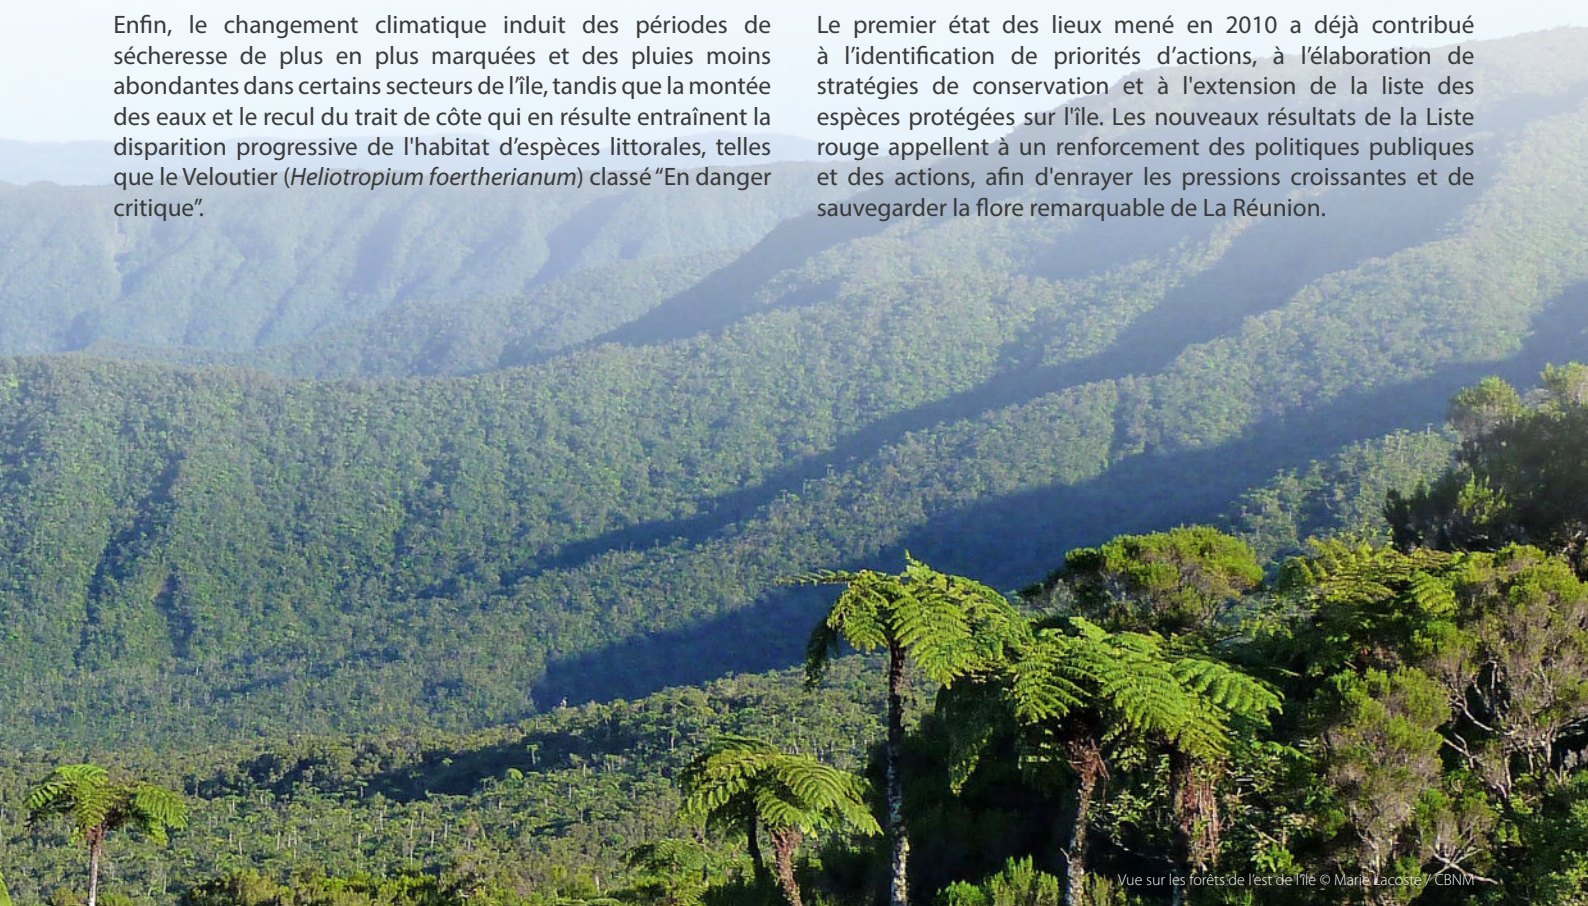 Enfin, le changement climatique induit des périodes de
sécheresse de plus en plus marquées et des pluies moins
abondantes dans certains secteurs de l’île, tandis que la montée
des eaux et le recul du trait de côte qui en résulte entraînent la
disparition progressive de l'habitat d’espèces littorales, telles
que le Veloutier (Heliotropium foertherianum) classé “En danger
critique”.
Le premier état des lieux mené en 2010 a déjà contribué
à l’identification de priorités d’actions, à l’élaboration de
stratégies de conservation et à l'extension de la liste des
espèces protégées sur l'île. Les nouveaux résultats de la Liste
rouge appellent à un renforcement des politiques publiques
et des actions, afin d'enrayer les pressions croissantes et de
sauvegarder la flore remarquable de La Réunion.
Vue sur les forêts de l’est de l’île © Marie Lacoste / CBNM